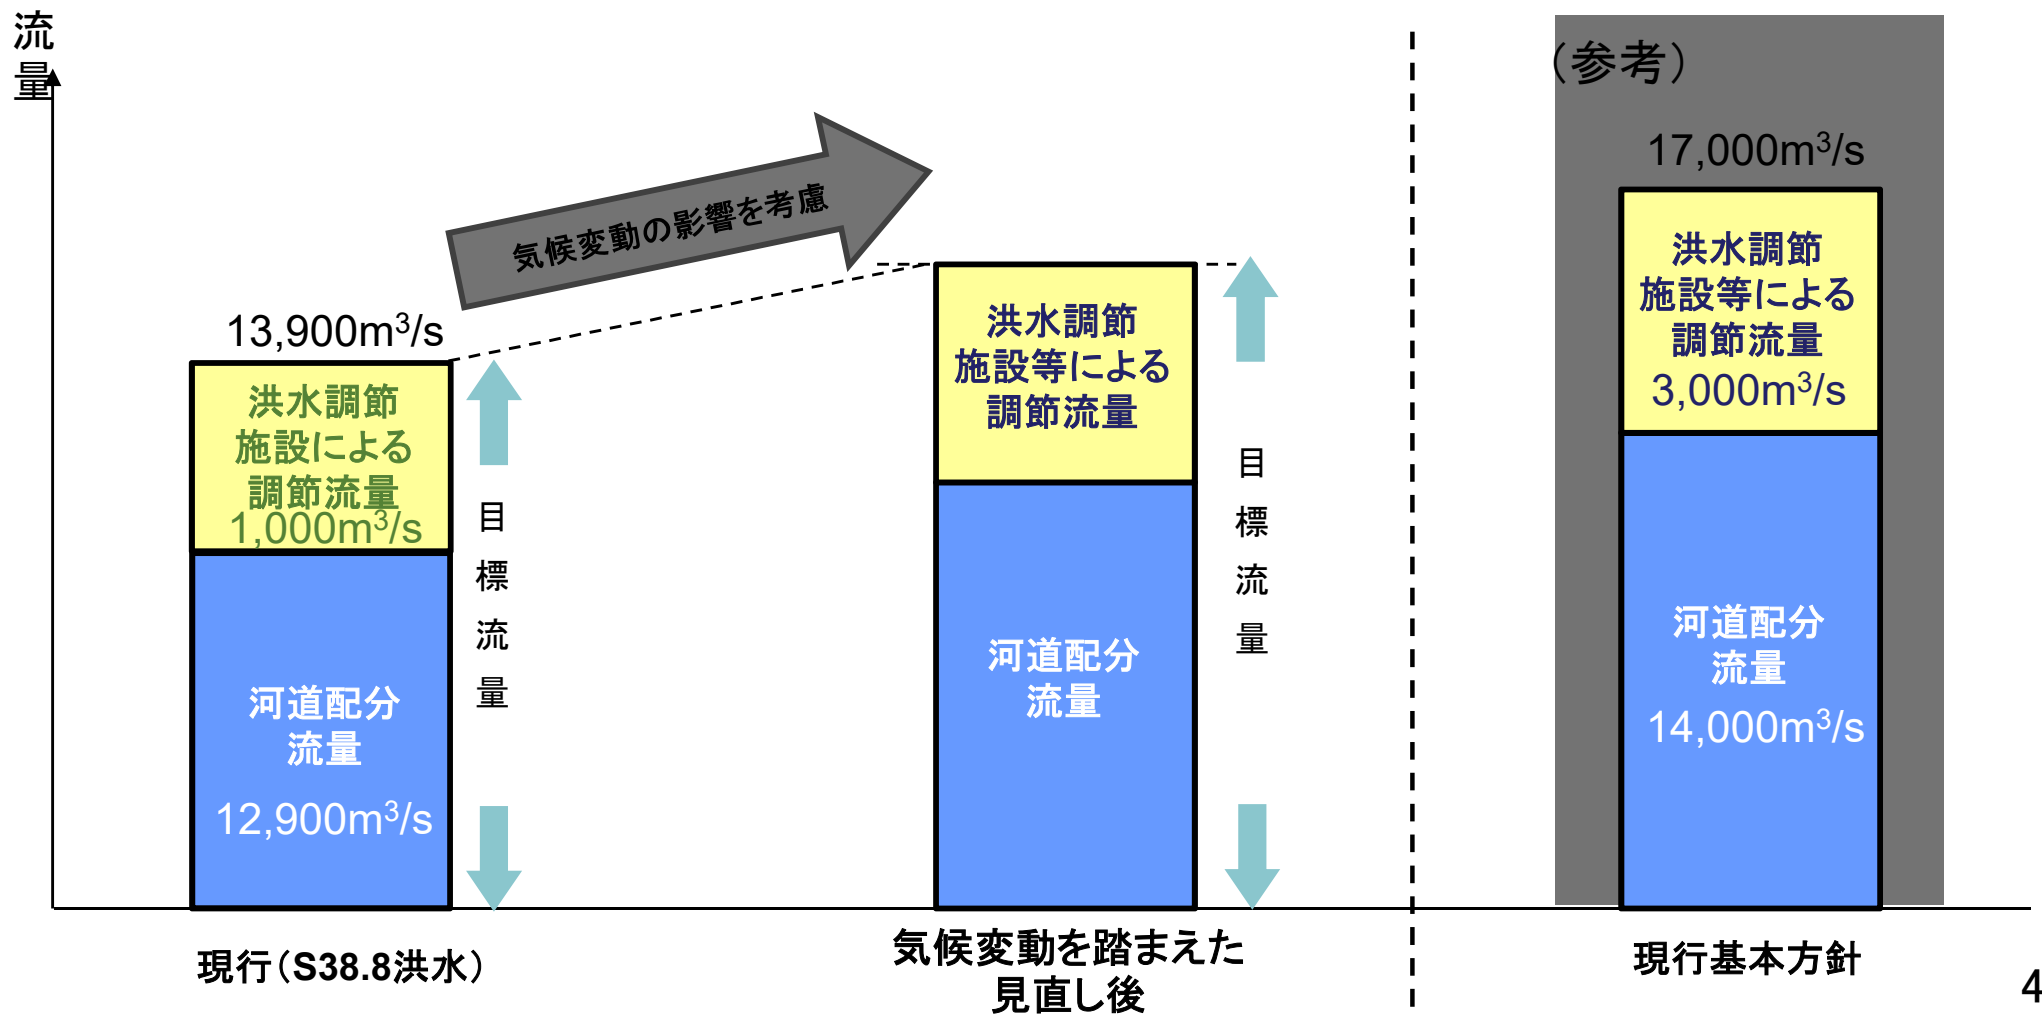 流
量
(参考)
17,000m³/s
気候変動の影響を考慮
13,900m³/s
洪水調節
施設による
調節流量
1,000m³/s
河道配分
流量
12,900m³/s
目
標
流
量
洪水調節
施設等による
調節流量
河道配分
流量
目
標
流
量
洪水調節
施設等による
調節流量
3,000m³/s
河道配分
流量
14,000m³/s
現行(S38.8洪水)
気候変動を踏まえた
見直し後
現行基本方針
4